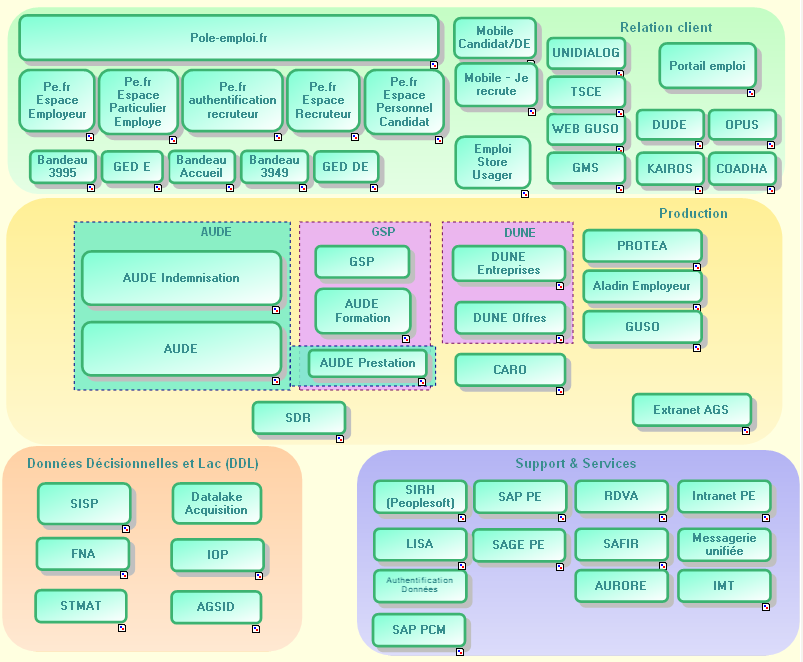 Relation client
Pole-emploi.fr
Mobile
Candidat/DE
UNIDIALOG
Portail emploi
Pe.fr
Espace
Employeur
Pe.fr
Espace
Particulier
Employe
Pe.fr
authentification
recruteur
Pe.fr
Espace
Recruteur
Pe.fr
Espace
Personnel
Candidat
Mobile - Je
recrute
TSCE
WEB GUSO
DUDE
OPUS
Bandeau
3995
GED E
Bandeau
Accueil
Bandeau
3949
GED DE
Emploi
Store
Usager
GMS
KAIROS
COADHA
Production
AUDE
GSP
DUNE
AUDE Indemnisation
GSP
DUNE
Entreprises
PROTEA
Aladin Employeur
AUDE
Formation
DUNE Offres
GUSO
AUDE
AUDE Prestation
CARO
SDR
Extranet AGS
Données Décisionnelles et Lac (DDL)
SISP
Datalake
Acquisition
FNA
IOP
STMAT
AGSID
Support & Services
SIRH
(Peoplesoft)
SAP PE
RDVA
Intranet PE
LISA
SAGE PE
SAFIR
Messagerie
unifiée
Authentification
Données
AURORE
IMT
SAP PCM